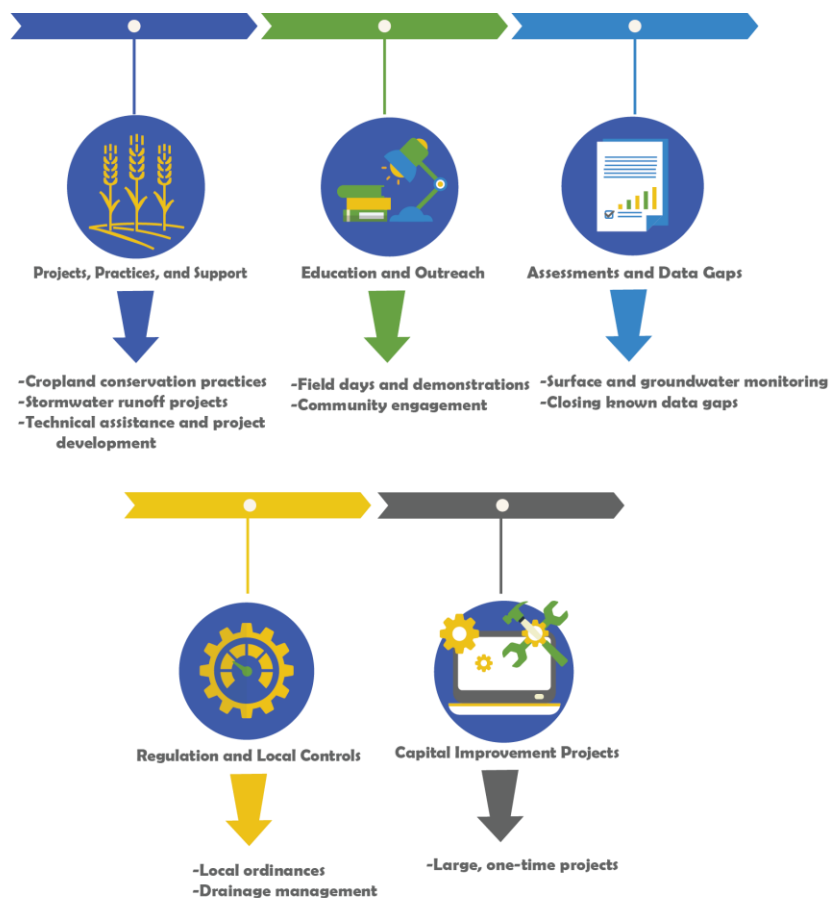 Projects, Practices, and Support
Education and Outreach
Assessments and Data Gaps
-Cropland conservation practices
-Stormwater runoff projects
-Technical assistance and project
development
-Field days and demonstrations
-Community engagement
-Surface and groundwater monitoring
-Closing known data gaps
Regulation and Local Controls
Capital Improvement Projects
-Local ordinances
-Drainage management
-Large, one-time projects